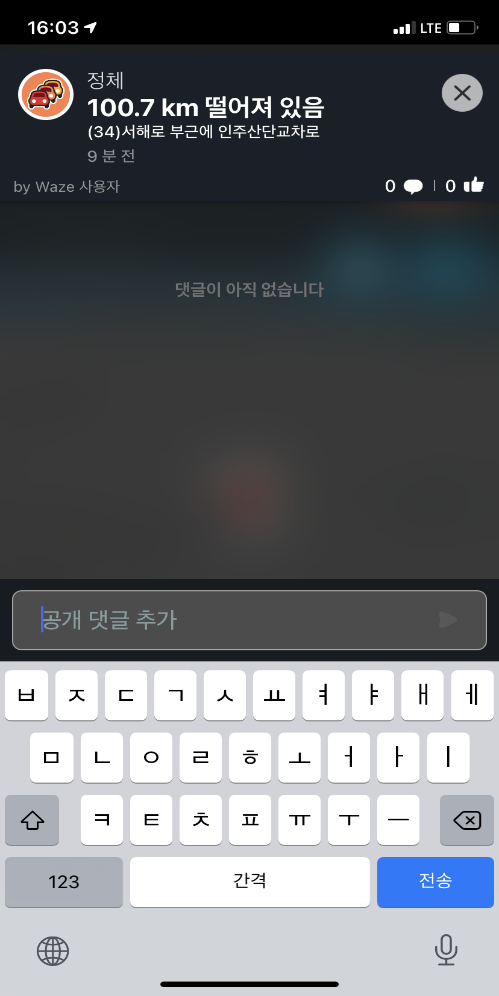 16:03
LTE
정체
100.7 km 떨어져 있음
(34)서해로 부근에 인주산단교차로
9 분 전
by Waze 사용자
0 0
댓글이 아직 없습니다
공개 댓글 추가
ㅂ ㅈ ㄷ ㄱ ㅅ ㅛ ㅕ ㅑ ㅐ ㅔ
ㅁ ㄴ ㅇ ㄹ ㅎ ㅗ ㅓ ㅏ ㅣ
ㅋ ㅌ ㅊ ㅍ ㅠ ㅜ ㅡ
123 간격 전송